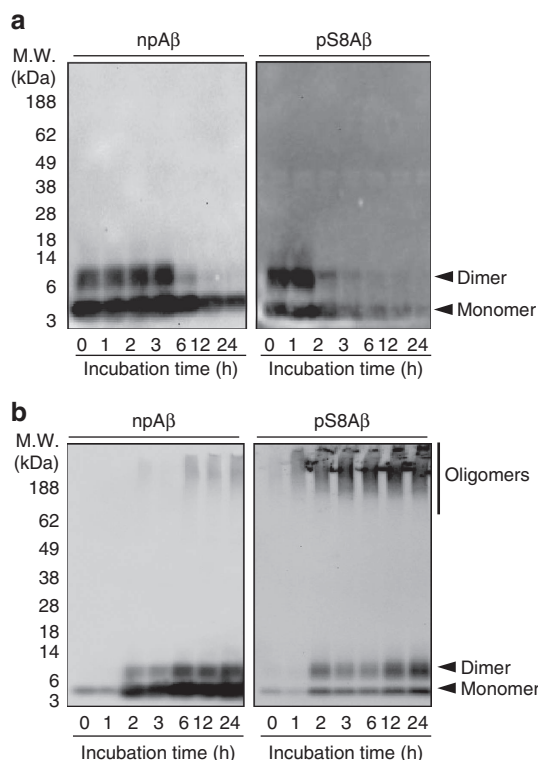 a
npAβ pS8Aβ
M.W.
(kDa)
188
62
49
38
28
18
14
6
3
Dimer
Monomer
0 1 2 3 6 12 24 0 1 2 3 6 12 24
Incubation time (h) Incubation time (h)
b
npAβ pS8Aβ
M.W.
(kDa)
188
62
49
38
28
18
14
6
3
Oligomers
Dimer
Monomer
0 1 2 3 6 12 24 0 1 2 3 6 12 24
Incubation time (h) Incubation time (h)